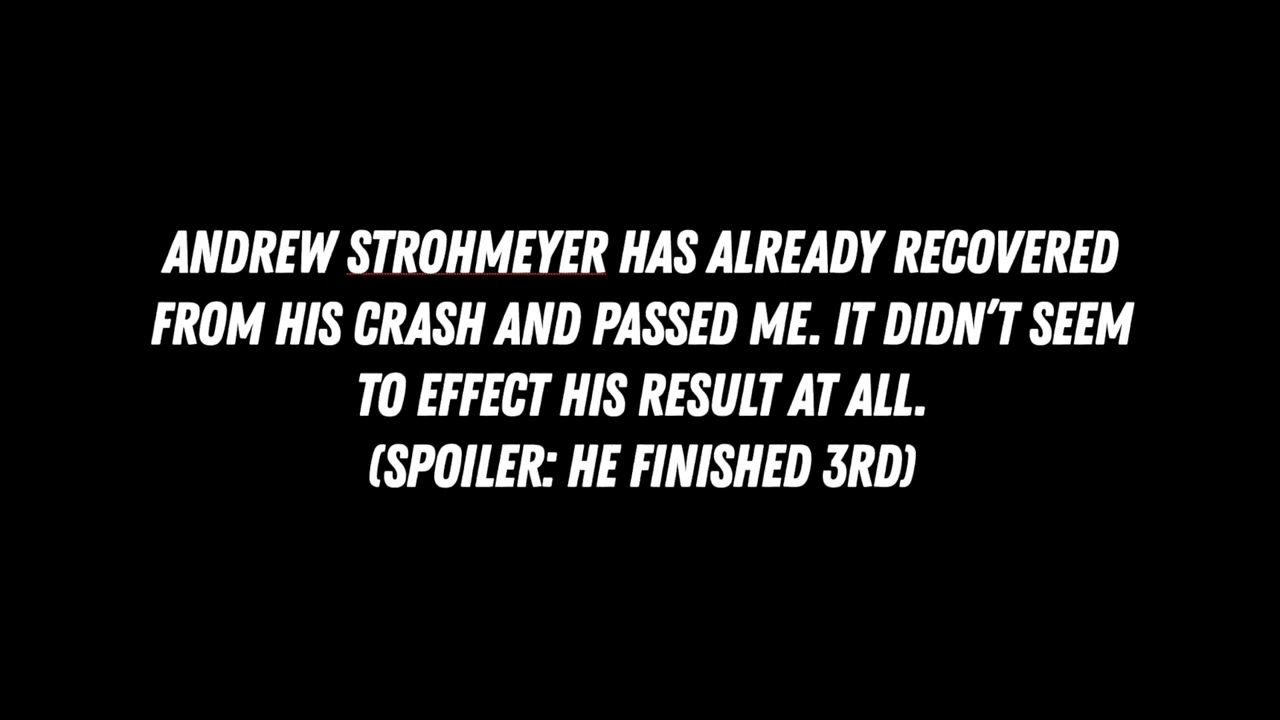 ANDREW STROHMEYER HAS ALREADY RECOVERED
FROM HIS CRASH AND PASSED ME. IT DIDN'T SEEM
TO EFFECT HIS RESULT AT ALL.
(SPOILER: HE FINISHED 3RD)